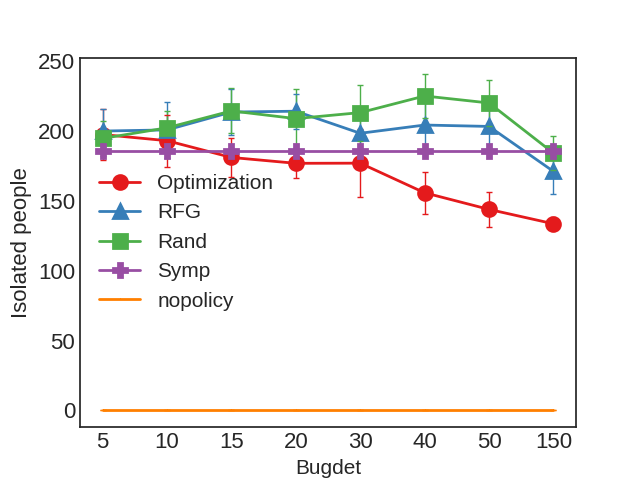 250
200
150
100
50
0
Isolated people
Optimization
RFG
Rand
Symp
nopolicy
5 10 15 20 30 40 50 150
Bugdet